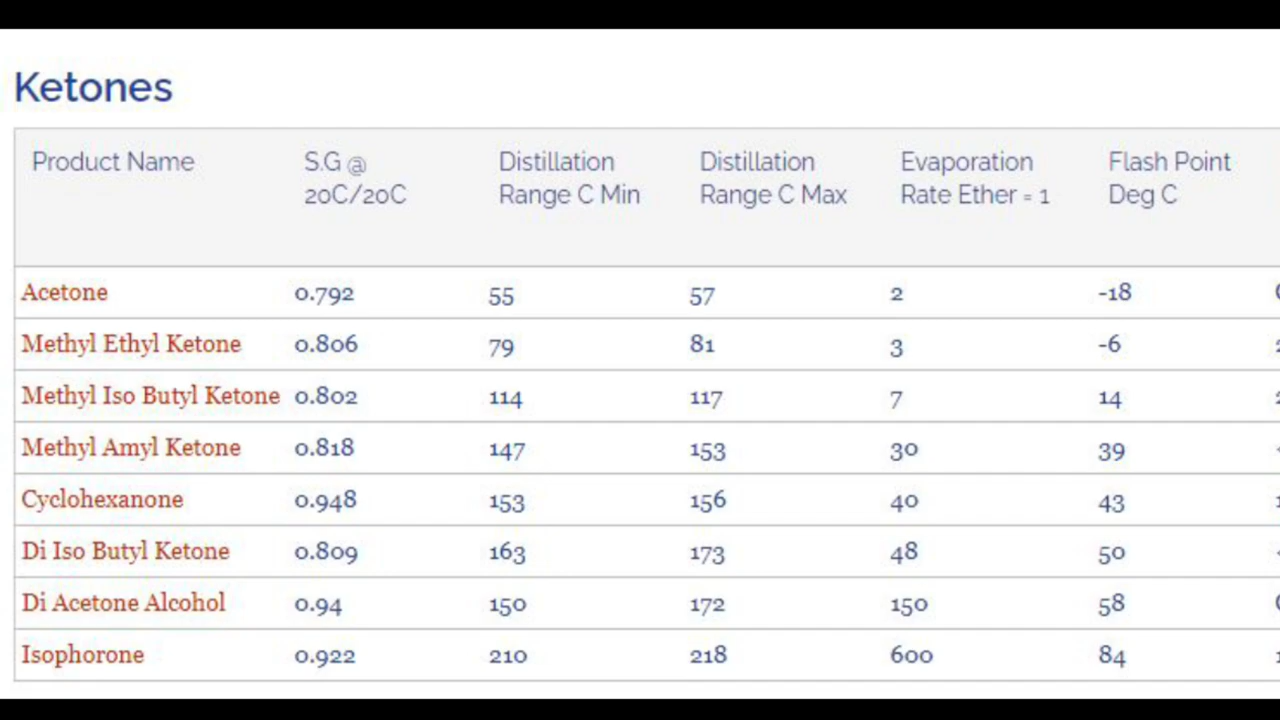 Ketones
Product Name S.G @ 20C/20C Distillation Range C Min Distillation Range C Max Evaporation Rate Ether = 1 Flash Point Deg C
Acetone 0.792 55 57 2 -18
Methyl Ethyl Ketone 0.806 79 81 3 -6
Methyl Iso Butyl Ketone 0.802 114 117 7 14
Methyl Amyl Ketone 0.818 147 153 30 39
Cyclohexanone 0.948 153 156 40 43
Di Iso Butyl Ketone 0.809 163 173 48 50
Di Acetone Alcohol 0.94 150 172 150 58
Isophorone 0.922 210 218 600 84